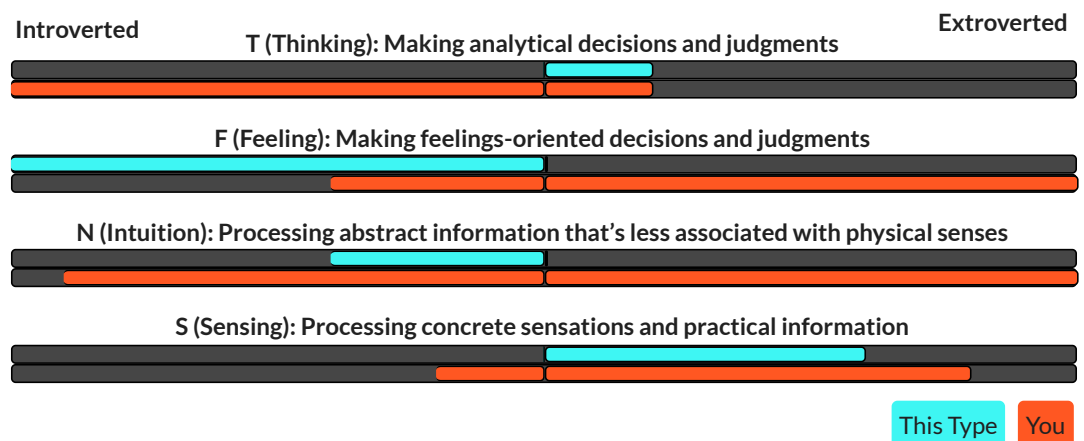 Introverted
Extroverted
T (Thinking): Making analytical decisions and judgments
F (Feeling): Making feelings-oriented decisions and judgments
N (Intuition): Processing abstract information that’s less associated with physical senses
S (Sensing): Processing concrete sensations and practical information
This Type
You